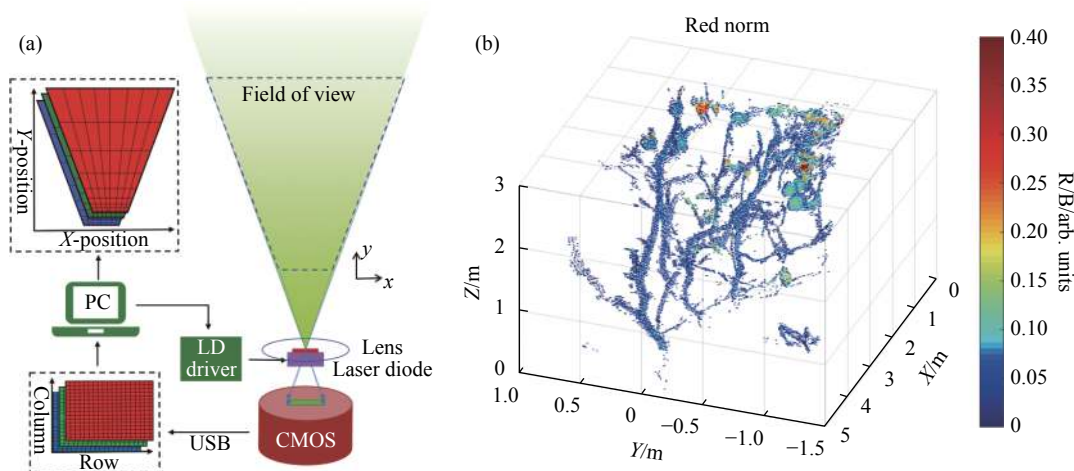 (a)
Field of view
Y-position
X-position
y
x
PC
LD
driver
Lens
Laser diode
Column
Row
USB
CMOS
(b)
Red norm
3
2
1
0
Z/m
1.0
0.5
0
−0.5
−1.0
−1.5
Y/m
0
1
2
3
4
5
X/m
0.40
0.35
0.30
0.25
0.20
0.15
0.10
0.05
0
R/B/arb. units